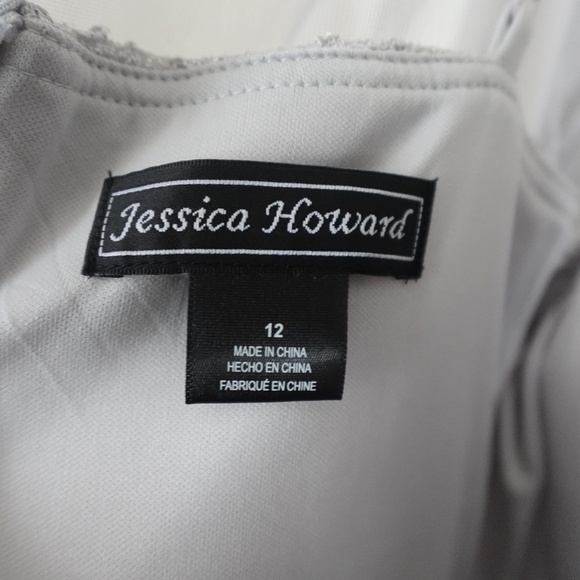 Jessica Howard
12
MADE IN CHINA
HECHO EN CHINA
FABRIQUÉ EN CHINE